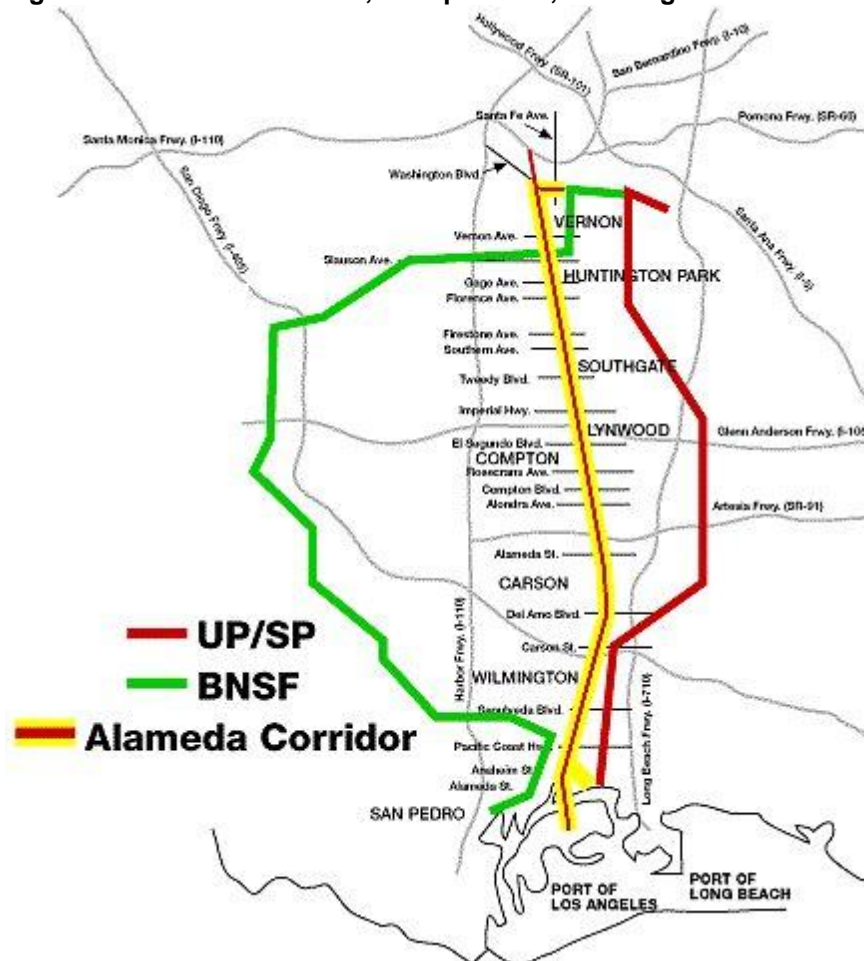 Hollywood Frwy. (SR-101)
San Bernardino Frwy. (I-10)
Santa Fe Ave.
Pomona Frwy. (SR-60)
Santa Monica Frwy. (I-110)
Washington Blvd.
San Diego Frwy (I-405)
Santa Ana Frwy. (I-5)
VERNON
Vernon Ave.
Slauson Ave.
HUNTINGTON PARK
Gage Ave.
Florence Ave.
Firestone Ave.
Southern Ave.
SOUTHGATE
Tweedy Blvd.
Imperial Hwy.
LYNWOOD
Glenn Anderson Frwy. (I-105
El Segundo Blvd.
COMPTON
Rosecrans Ave.
Compton Blvd.
Alondra Ave.
Artesia Frwy. (SR-91)
Alameda St.
CARSON
Del Amo Blvd.
Harbor Frwy. (I-110)
UP/SP
Carson St.
WILMINGTON
BNSF
Sepulveda Blvd.
Alameda Corridor
Pacific Coast Hwy.
Long Beach Frwy. (I-710)
Anaheim St.
Alameda St.
SAN PEDRO
PORT OF
LONG BEACH
PORT OF
LOS ANGELES